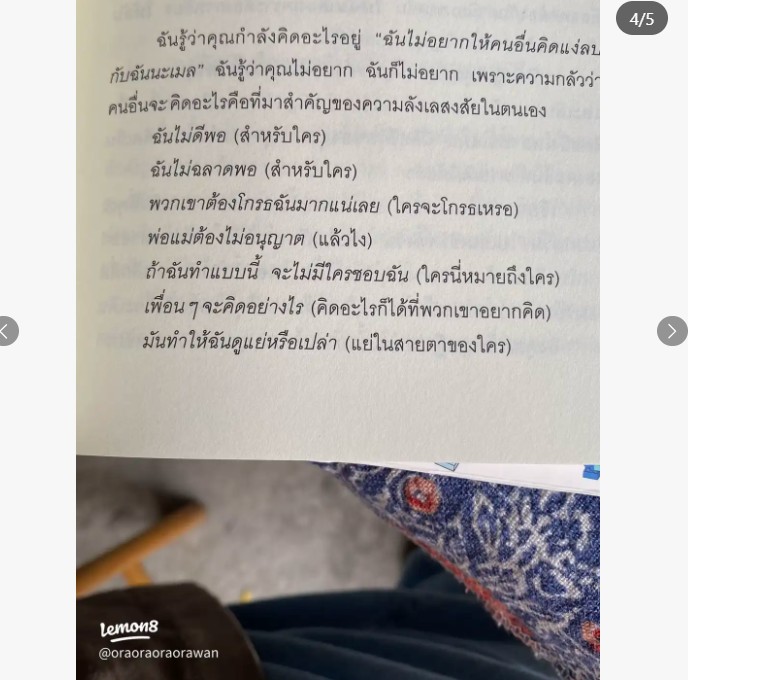 4/5
ฉันรู้ว่าคุณกำลังคิดอะไรอยู่ “ฉันไม่อยากให้คนอื่นคิดแง่ลบ
กับฉันนะเมล” ฉันรู้ว่าคุณไม่อยาก ฉันก็ไม่อยาก เพราะความกลัวว่า
คนอื่นจะคิดอะไรคือที่มาสำคัญของความลังเลสงสัยในตนเอง
ฉันไม่ดีพอ (สำหรับใคร)
ฉันไม่ฉลาดพอ (สำหรับใคร)
พวกเขาต้องโกรธฉันมากแน่เลย (ใครจะโกรธเหรอ)
พ่อแม่ต้องไม่อนุญาต (แล้วไง)
ถ้าฉันทำแบบนี้ จะไม่มีใครชอบฉัน (ใครนี่หมายถึงใคร)
เพื่อน ๆ จะคิดอย่างไร (คิดอะไรก็ได้ที่พวกเขาอยากคิด)
มันทำให้ฉันดูแย่หรือเปล่า (แย่ในสายตาของใคร)
Lemon8
@oraoraoraorawan